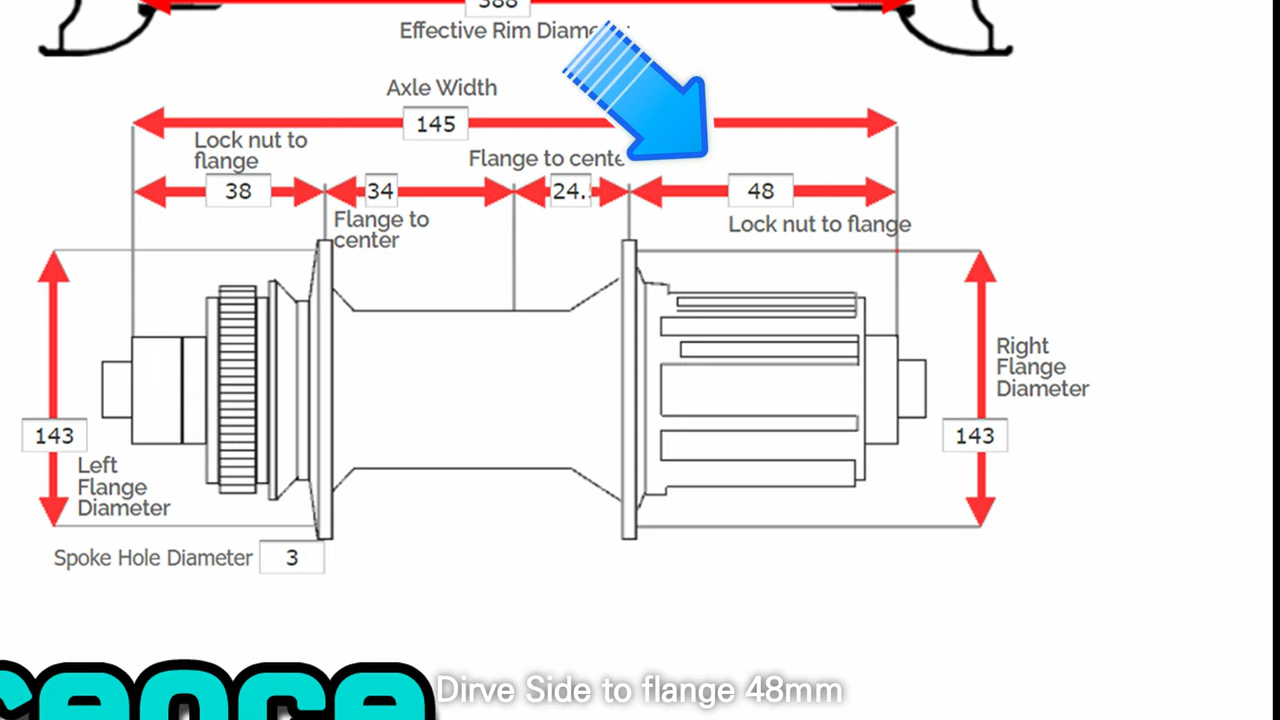 388
Effective Rim
Axle Width
145
Lock nut to
flange
Flange to
38
34
24.
48
Flange to
center
Lock nut to flange
Right
Flange
Diameter
143
143
Left
Flange
Diameter
Spoke Hole Diameter
3
Dirve Side to flange 48mm